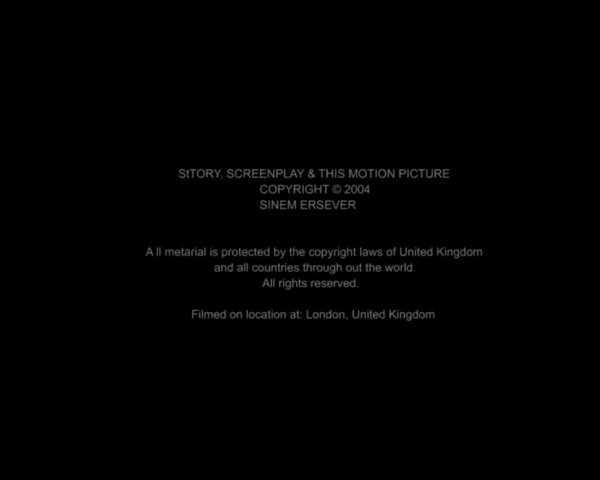 StTORY, SCREENPLAY & THIS MOTION PICTURE
COPYRIGHT © 2004
SINEM ERSEVER
A ll metarial is protected by the copyright laws of United Kingdom
and all countries through out the world.
All rights reserved.
Filmed on location at: London, United Kingdom